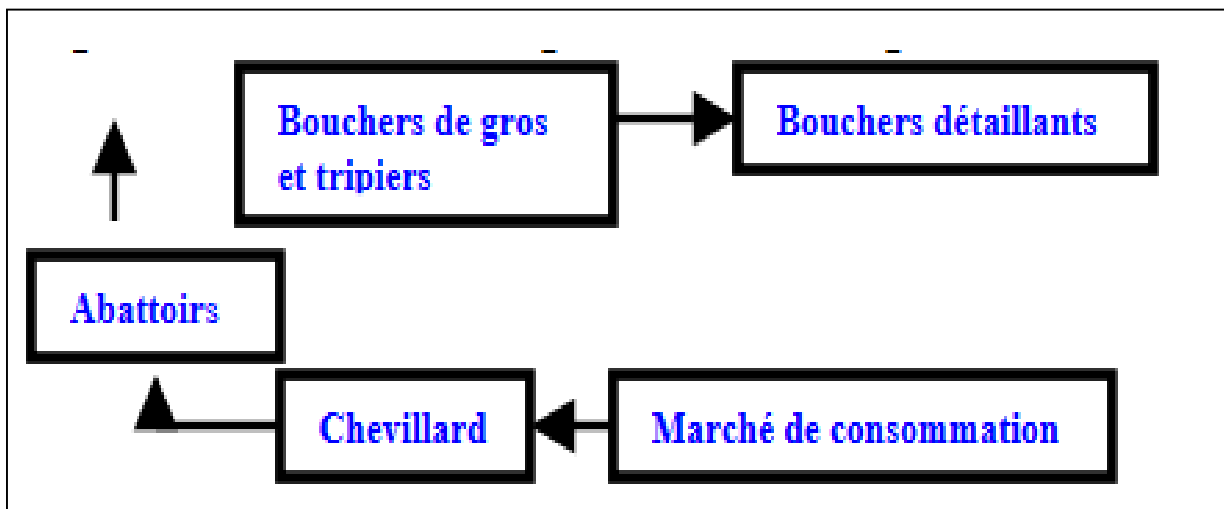 Bouchers de gros
et tripiers
Bouchers détaillants
Abattoirs
Chevillard
Marché de consommation